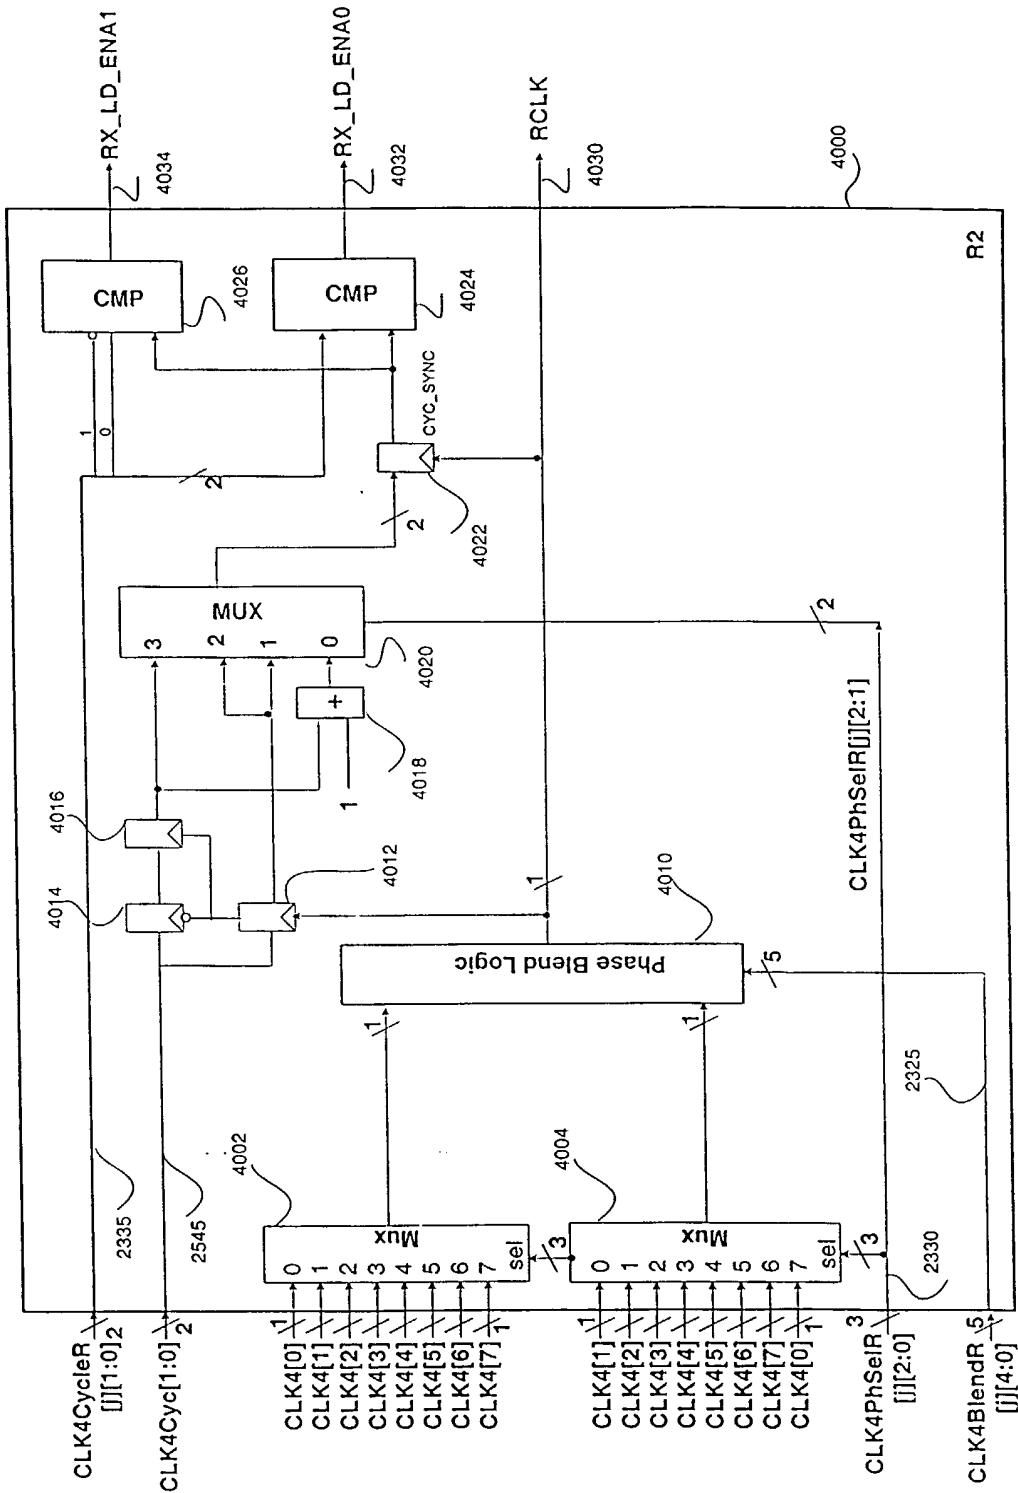 RX_LD_ENA1
4034
RX_LD_ENA0
4032
RCLK
4030
4000
R2
CMP
4026
CMP
4024
CYC_SYNC
4022
1
0
2
2
MUX
3
2
1
0
4020
2
+
4018
1
4016
4014
4012
CLK4PhSelR[j][2:1]
1
4010
Phase Blend Logic
5
1
1
2325
2335
2545
4002
Mux
0
1
2
3
4
5
6
7
sel
3
4004
Mux
0
1
2
3
4
5
6
7
sel
3
2330
CLK4CycleR
[j][1:0]
2
CLK4Cyc[1:0]
2
CLK4[0]
1
CLK4[1]
CLK4[2]
CLK4[3]
CLK4[4]
CLK4[5]
CLK4[6]
CLK4[7]
1
CLK4[1]
1
CLK4[2]
CLK4[3]
CLK4[4]
CLK4[5]
CLK4[6]
CLK4[7]
CLK4[0]
1
CLK4PhSelR
[j][2:0]
3
CLK4BlendR
[j][4:0]
5